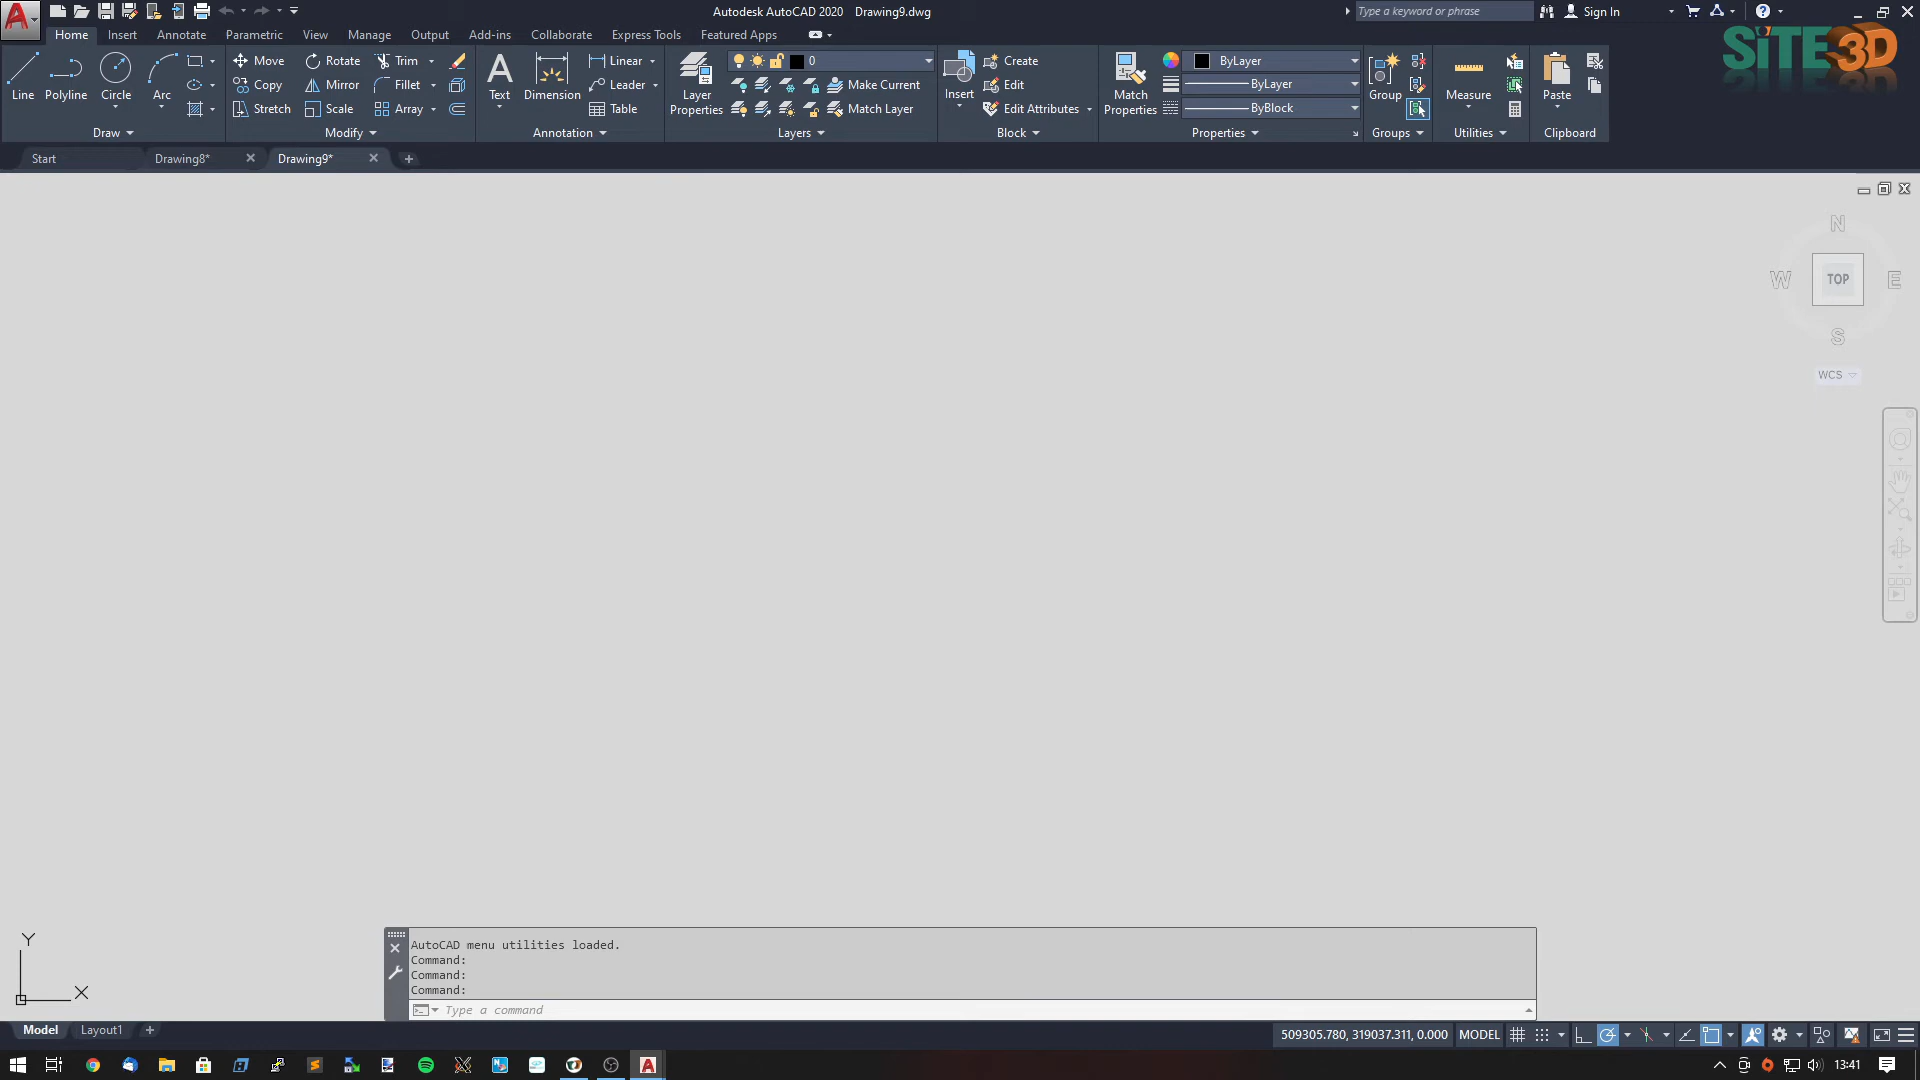 Autodesk AutoCAD 2020 Drawing9.dwg
Type a keyword or phrase
Sign In
Home Insert Annotate Parametric View Manage Output Add-ins Collaborate Express Tools Featured Apps
SiTE3D
Line
Polyline
Circle
Arc
Draw
Move Rotate Trim
Copy Mirror Fillet
Stretch Scale Array
Modify
A
Text
Dimension
Linear
Leader
Table
Annotation
Layer
Properties
0
Make Current
Match Layer
Layers
Insert
Create
Edit
Edit Attributes
Block
Match
Properties
ByLayer
ByLayer
ByBlock
Properties
Group
Groups
Measure
Utilities
Paste
Clipboard
Start Drawing8* Drawing9*
N
W TOP E
S
WCS
Y
X
AutoCAD menu utilities loaded.
Command:
Command:
Command:
Type a command
Model Layout1
509305.780, 319037.311, 0.000 MODEL
13:41